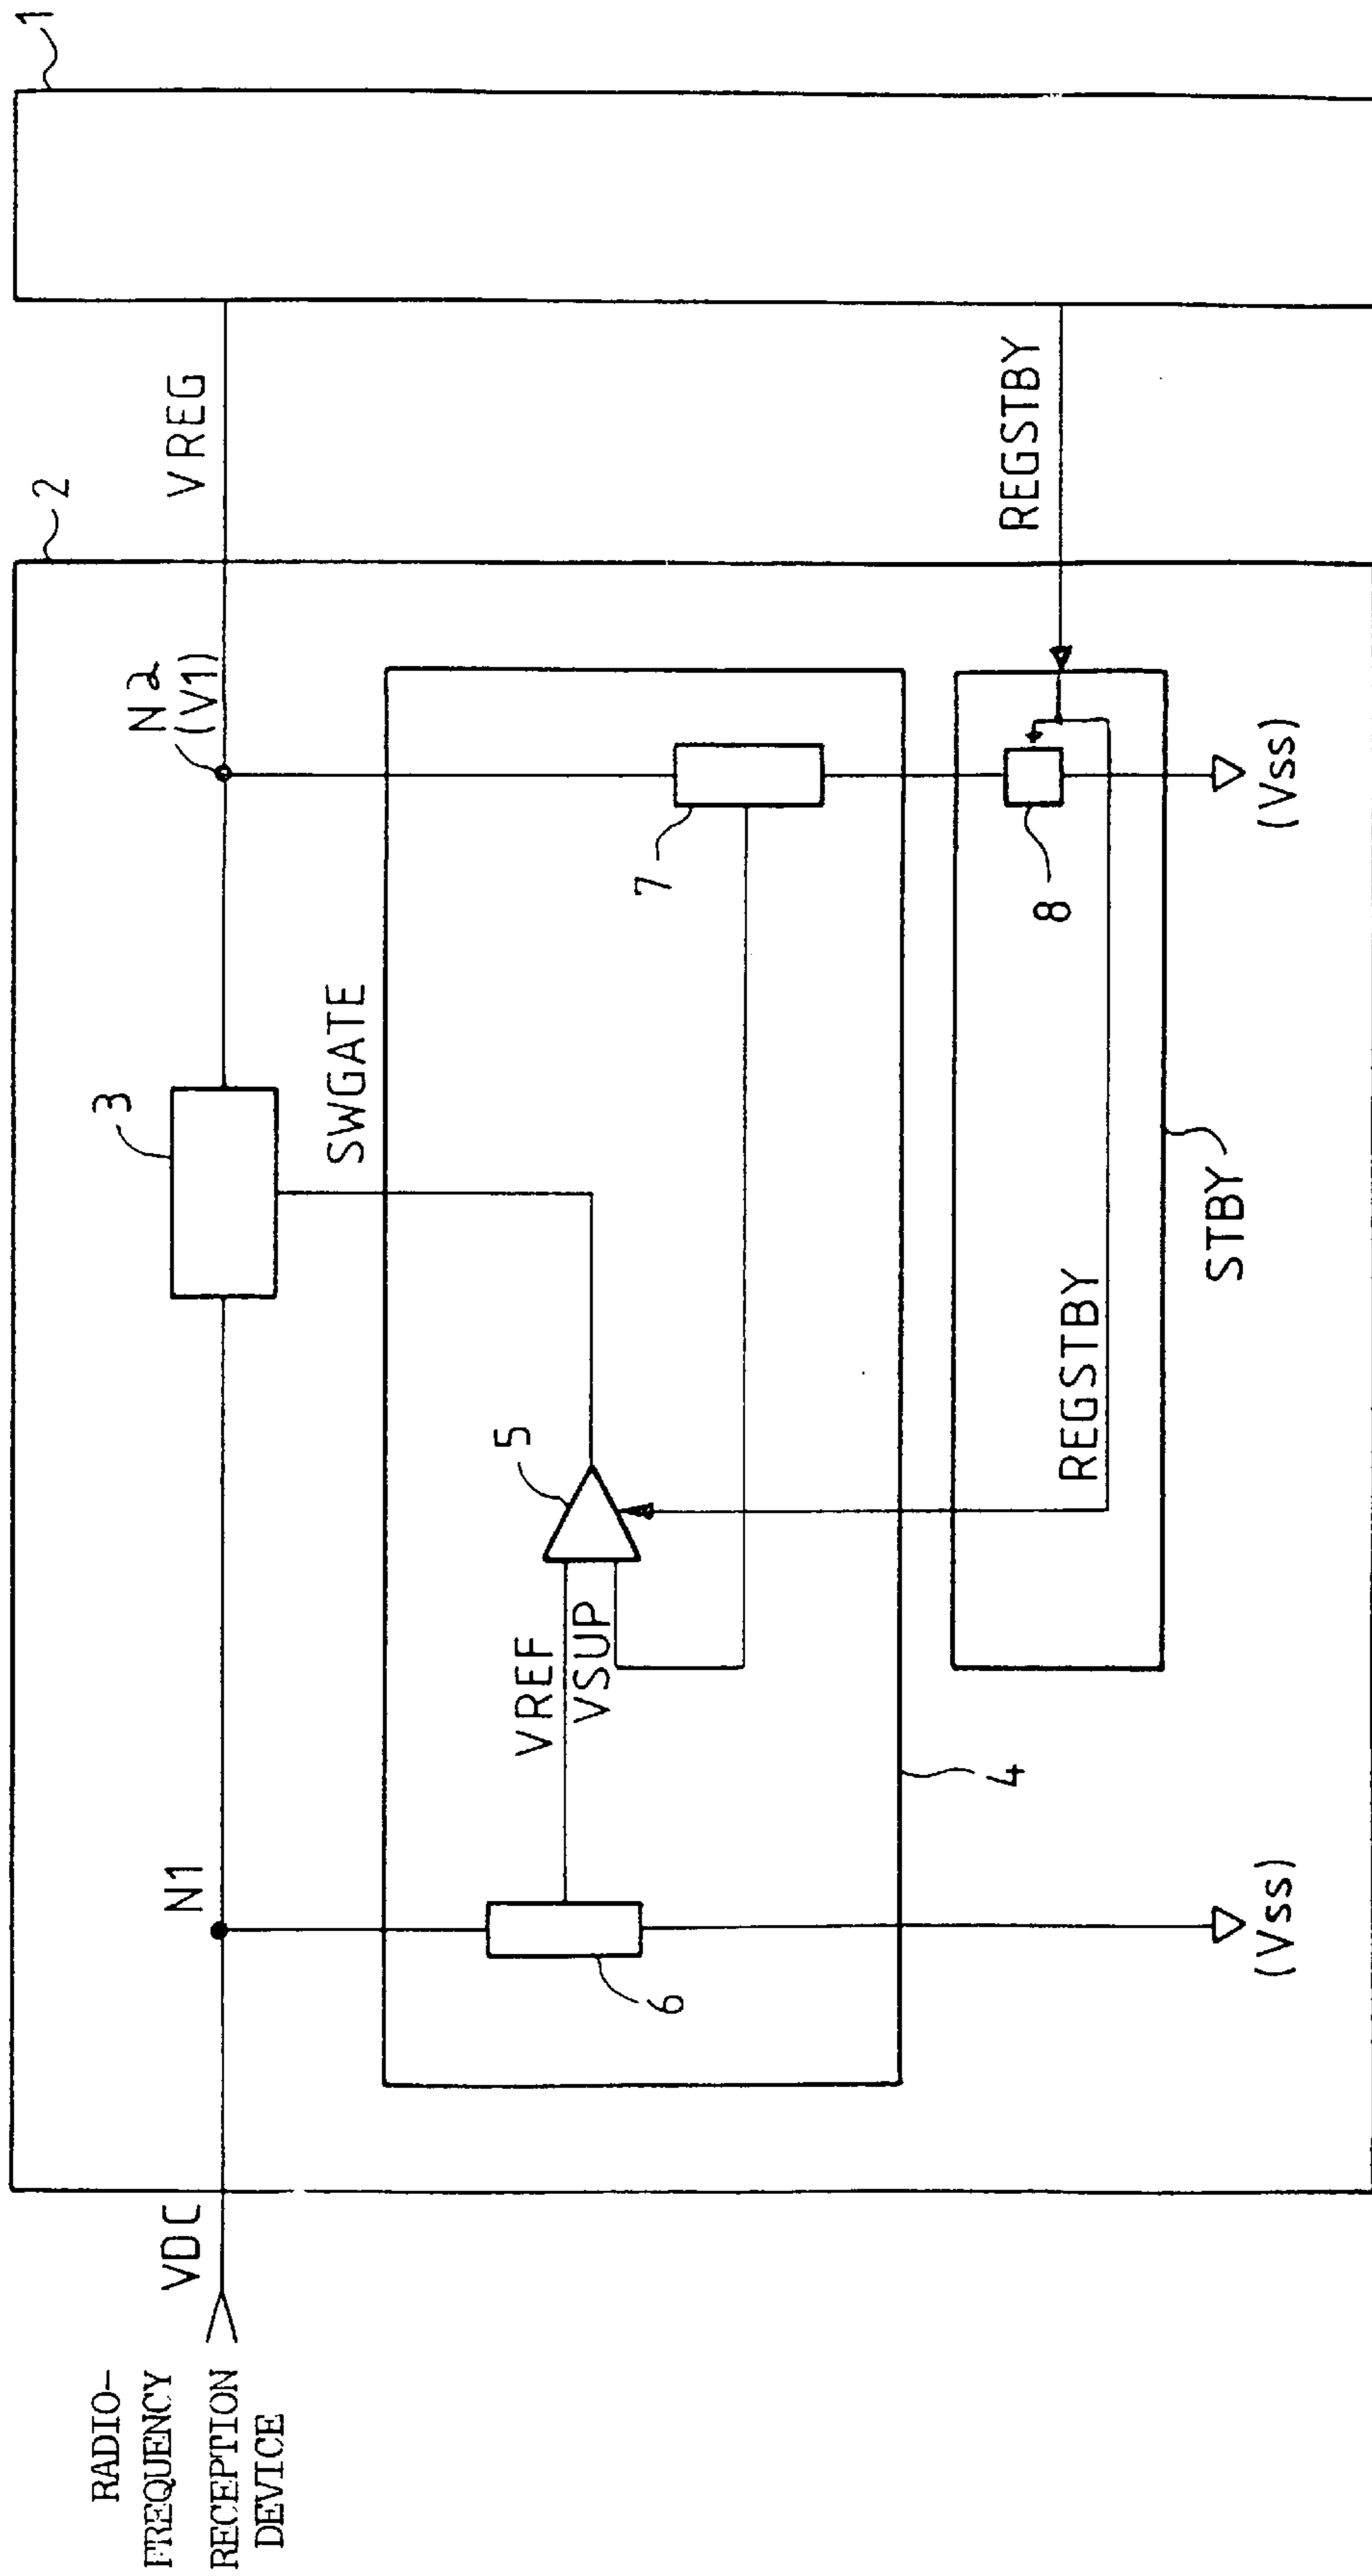 RADIO-
FREQUENCY
RECEPTION
DEVICE
VDC
N1
3
N2
(V1)
2
VREG
1
SWGATE
5
VREF
VSUP
6
7
4
REGSTBY
8
REGSTBY
STBY
(Vss)
(Vss)